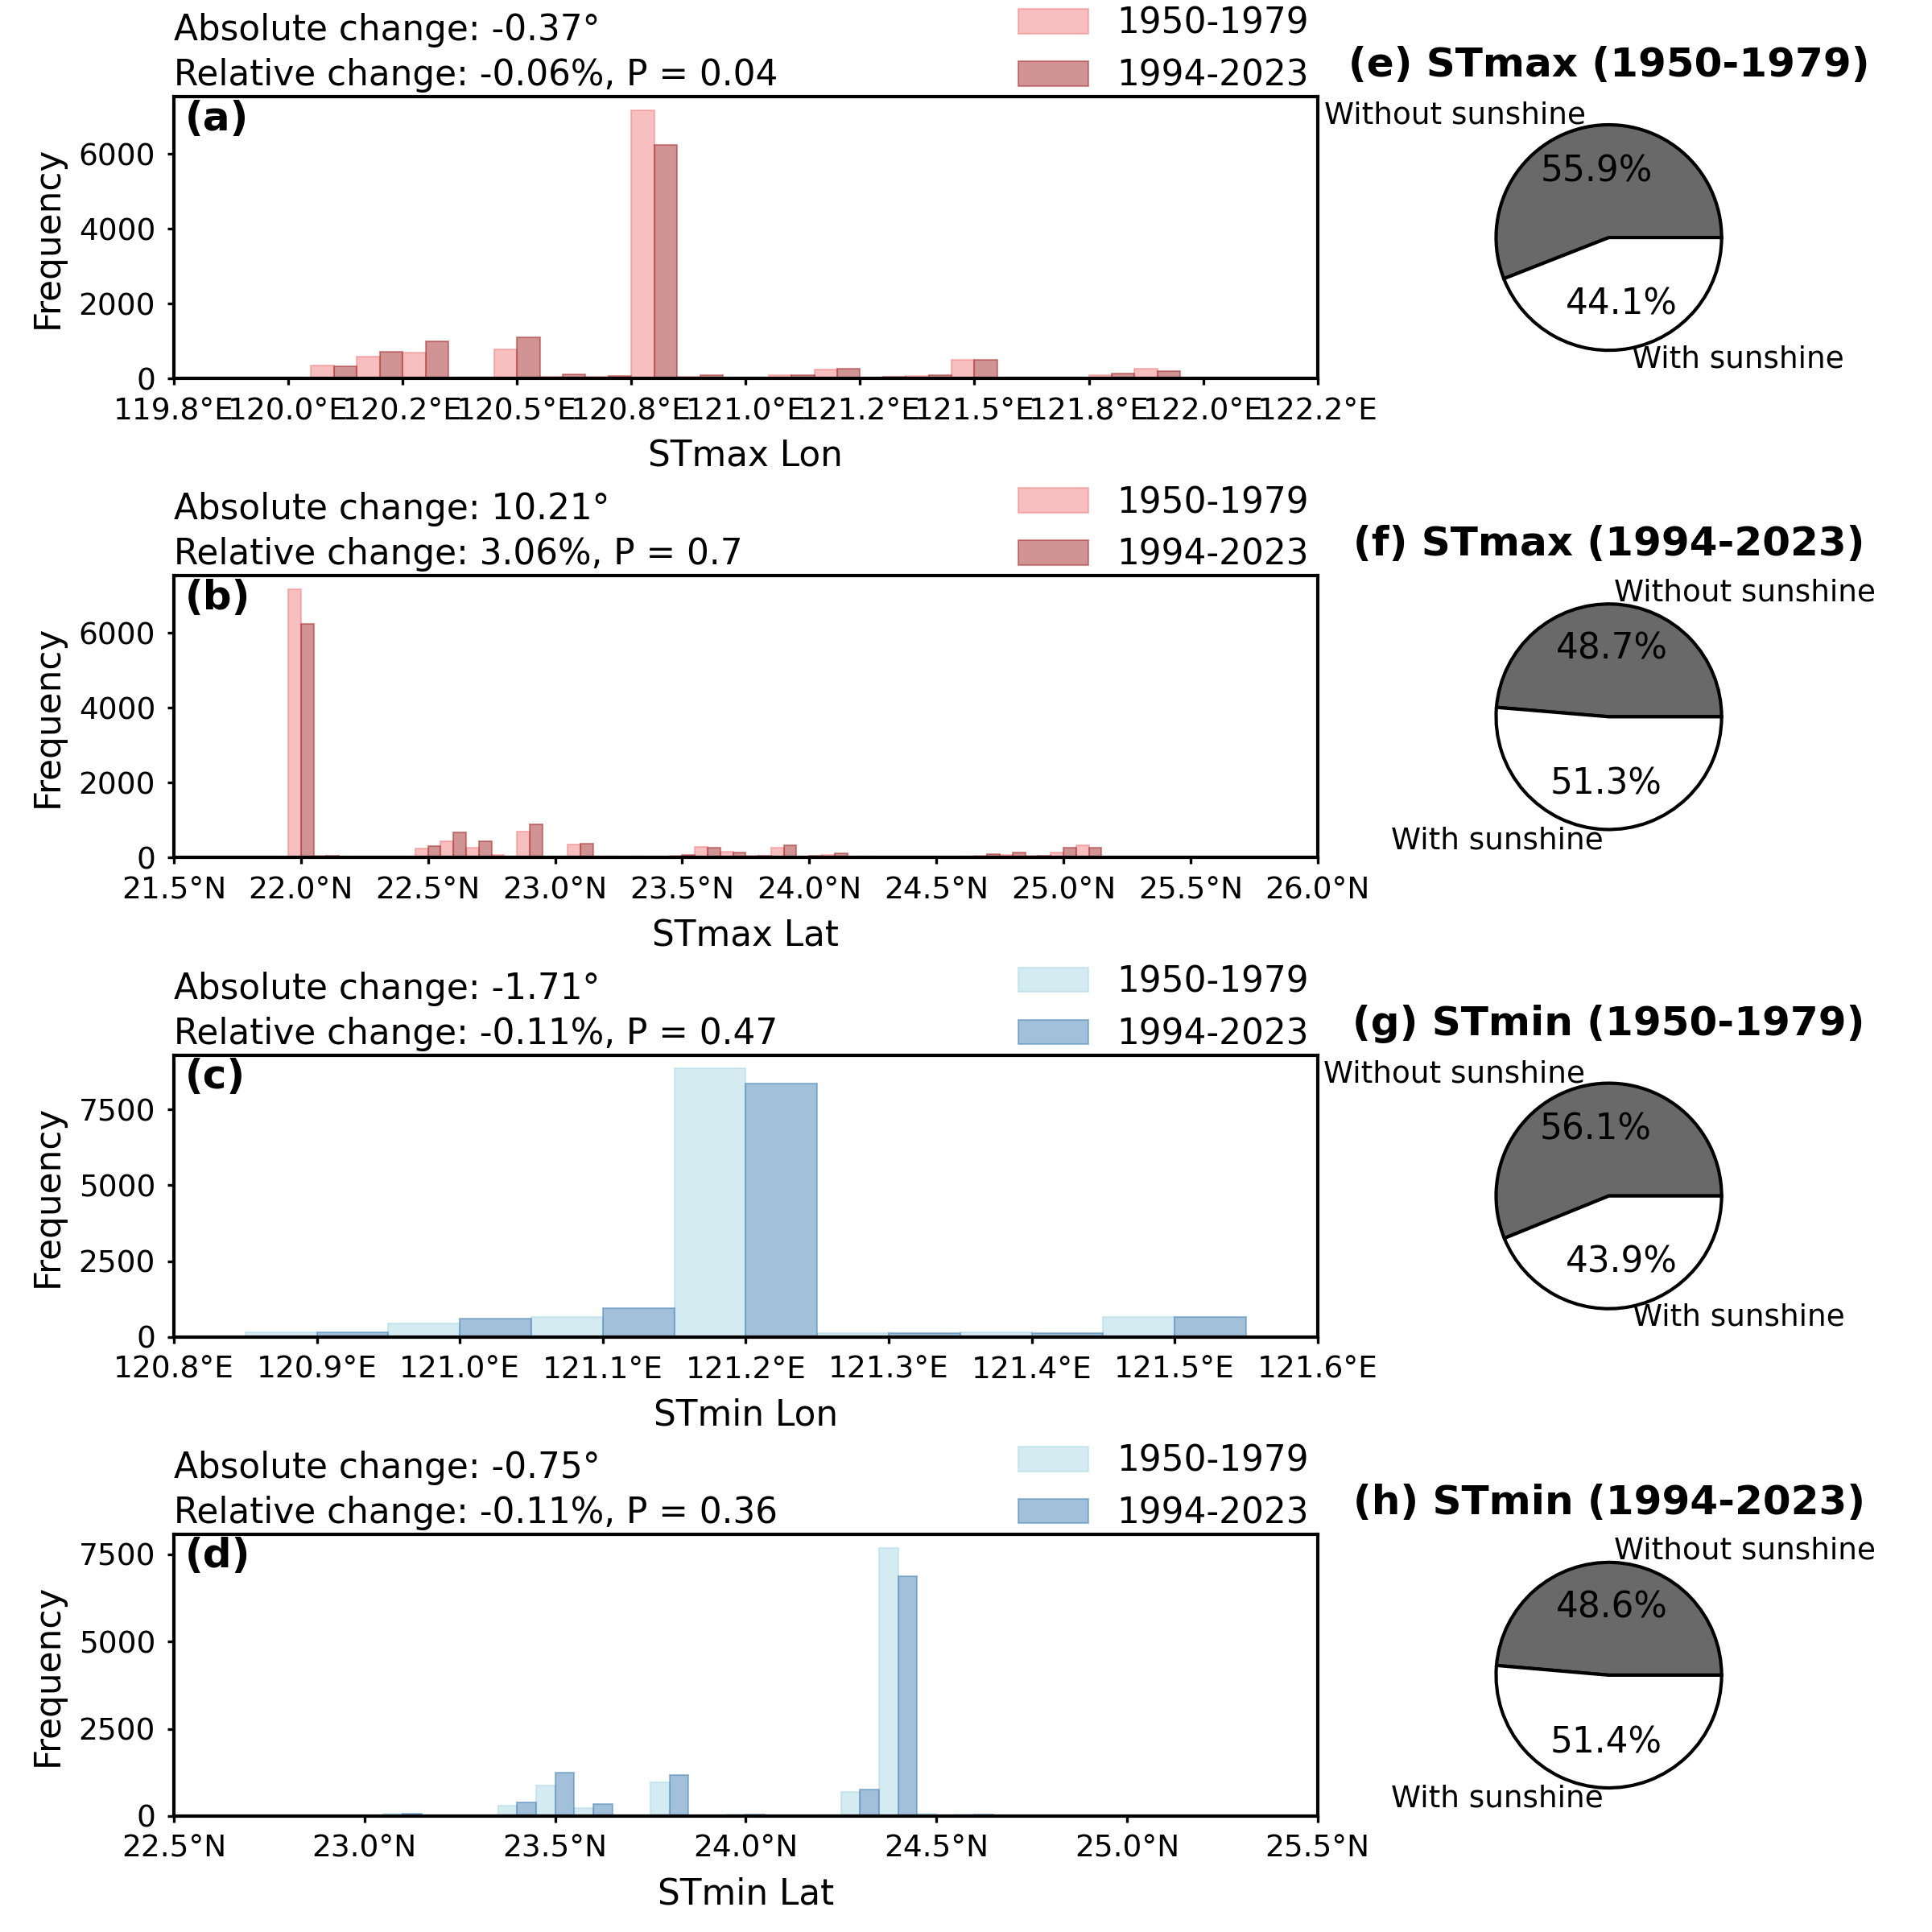 Absolute change: -0.37°
Relative change: -0.06%, P = 0.04
1950-1979
1994-2023
(a)
Frequency
6000
4000
2000
0
119.8°E 120.0°E 120.2°E 120.5°E 120.8°E 121.0°E 121.2°E 121.5°E 121.8°E 122.0°E 122.2°E
STmax Lon
(e) STmax (1950-1979)
Without sunshine
55.9%
44.1%
With sunshine
Absolute change: 10.21°
Relative change: 3.06%, P = 0.7
1950-1979
1994-2023
(b)
Frequency
6000
4000
2000
0
21.5°N 22.0°N 22.5°N 23.0°N 23.5°N 24.0°N 24.5°N 25.0°N 25.5°N 26.0°N
STmax Lat
(f) STmax (1994-2023)
Without sunshine
48.7%
51.3%
With sunshine
Absolute change: -1.71°
Relative change: -0.11%, P = 0.47
1950-1979
1994-2023
(c)
Frequency
7500
5000
2500
0
120.8°E 120.9°E 121.0°E 121.1°E 121.2°E 121.3°E 121.4°E 121.5°E 121.6°E
STmin Lon
(g) STmin (1950-1979)
Without sunshine
56.1%
43.9%
With sunshine
Absolute change: -0.75°
Relative change: -0.11%, P = 0.36
1950-1979
1994-2023
(d)
Frequency
7500
5000
2500
0
22.5°N 23.0°N 23.5°N 24.0°N 24.5°N 25.0°N 25.5°N
STmin Lat
(h) STmin (1994-2023)
Without sunshine
48.6%
51.4%
With sunshine